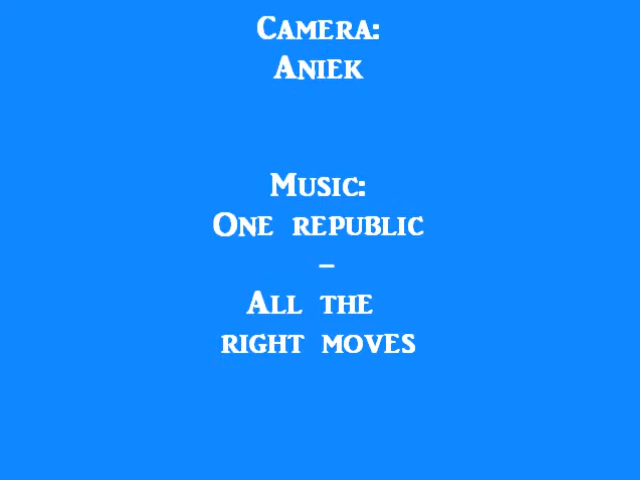 Camera:
Aniek
Music:
One republic
-
All the
right moves